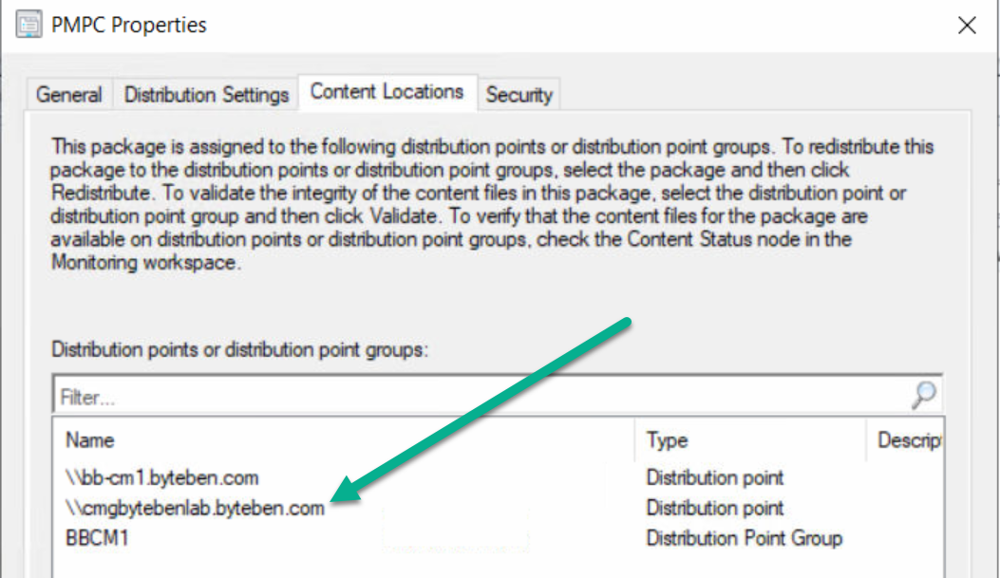 PMPC Properties
General Distribution Settings Content Locations Security
This package is assigned to the following distribution points or distribution point groups. To redistribute this
package to the distribution points or distribution point groups, select the package and then click
Redistribute. To validate the integrity of the content files in this package, select the distribution point or
distribution point group and then click Validate. To verify that the content files for the package are
available on distribution points or distribution point groups, check the Content Status node in the
Monitoring workspace.
Distribution points or distribution point groups:
Filter...
Name Type Descrip
\\bb-cm1.byteben.com Distribution point
\\cmgbytebenlab.byteben.com Distribution point
BBCM1 Distribution Point Group